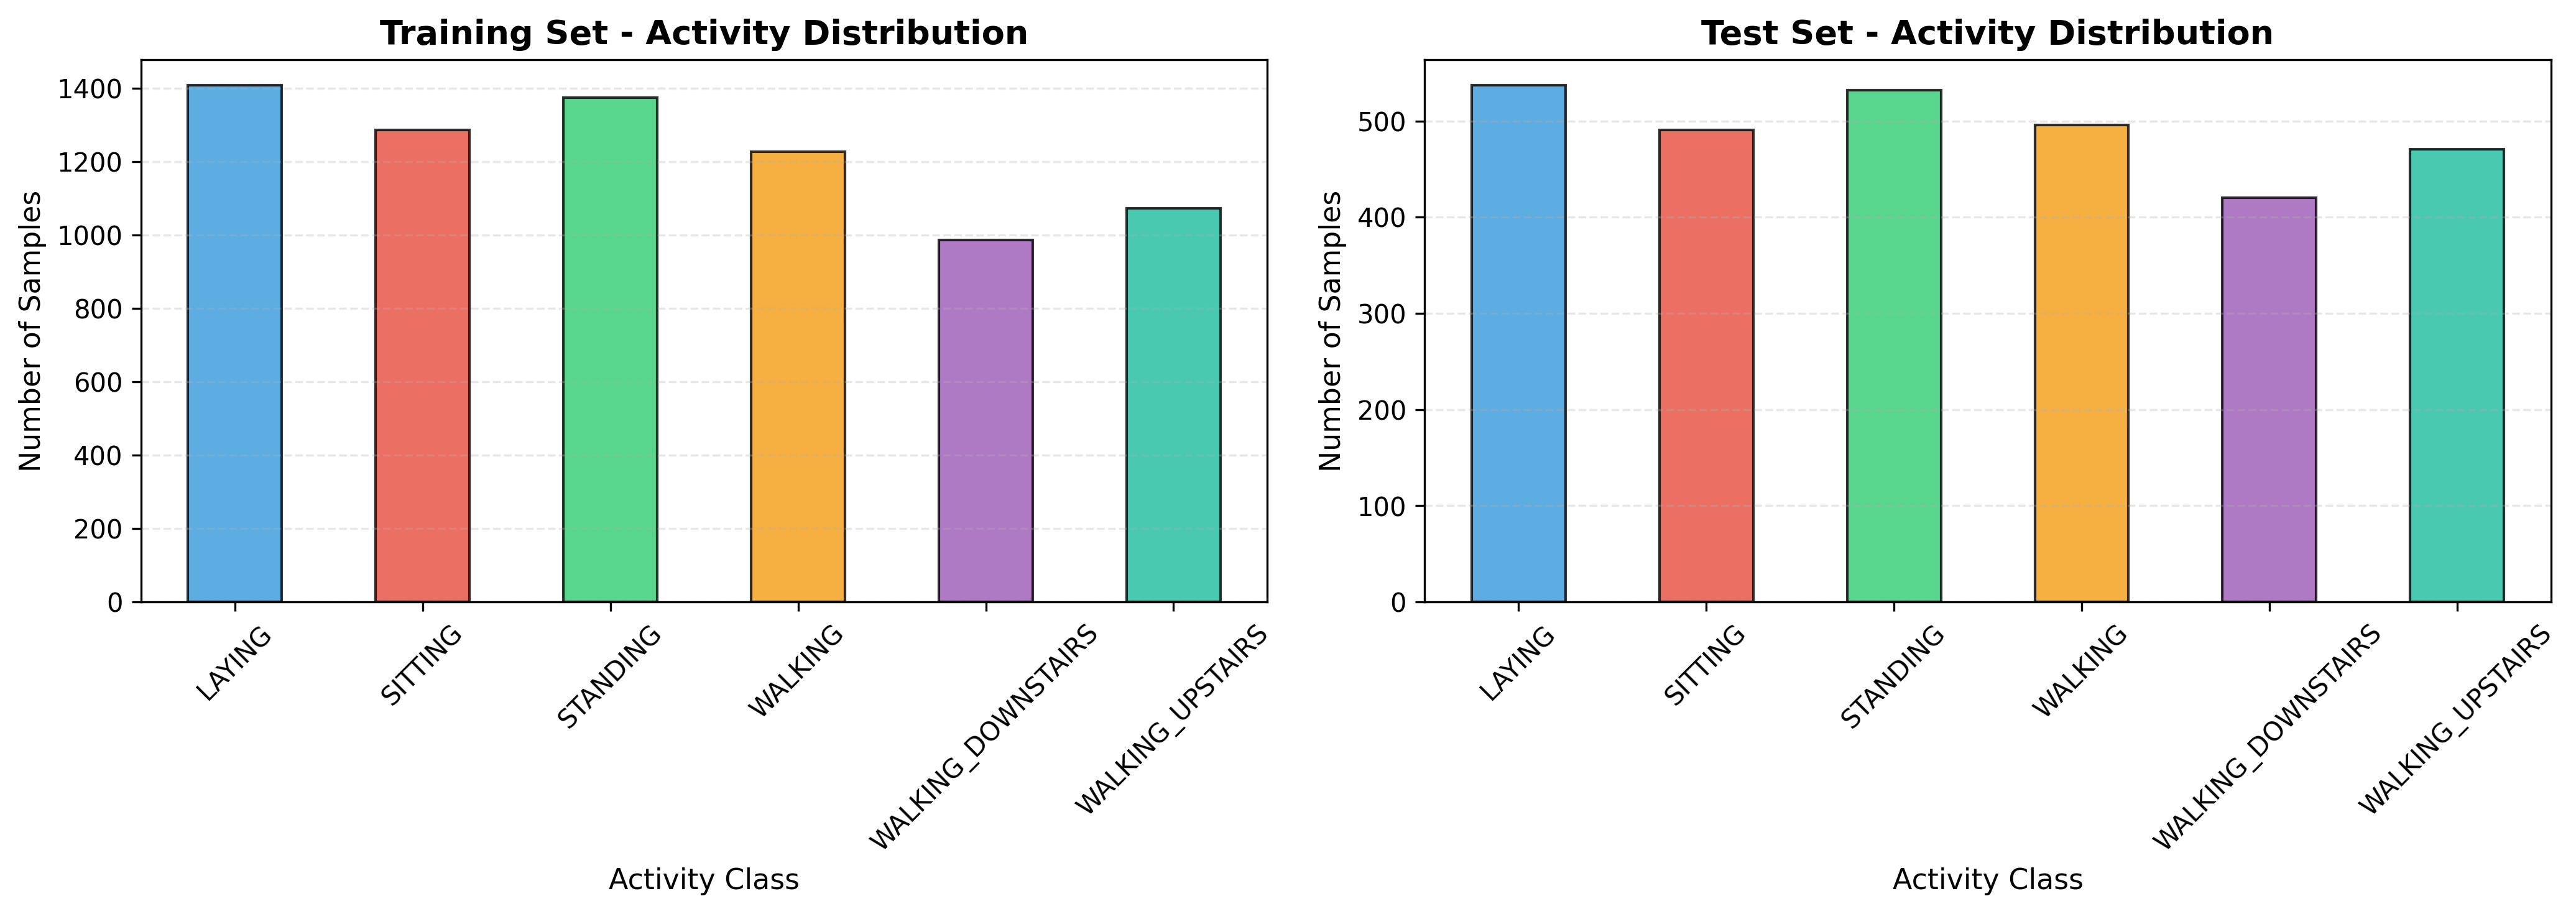 Training Set - Activity Distribution
Number of Samples
1400
1200
1000
800
600
400
200
0
LAYING
SITTING
STANDING
WALKING
WALKING_DOWNSTAIRS
WALKING_UPSTAIRS
Activity Class
Test Set - Activity Distribution
Number of Samples
500
400
300
200
100
0
LAYING
SITTING
STANDING
WALKING
WALKING_DOWNSTAIRS
WALKING_UPSTAIRS
Activity Class